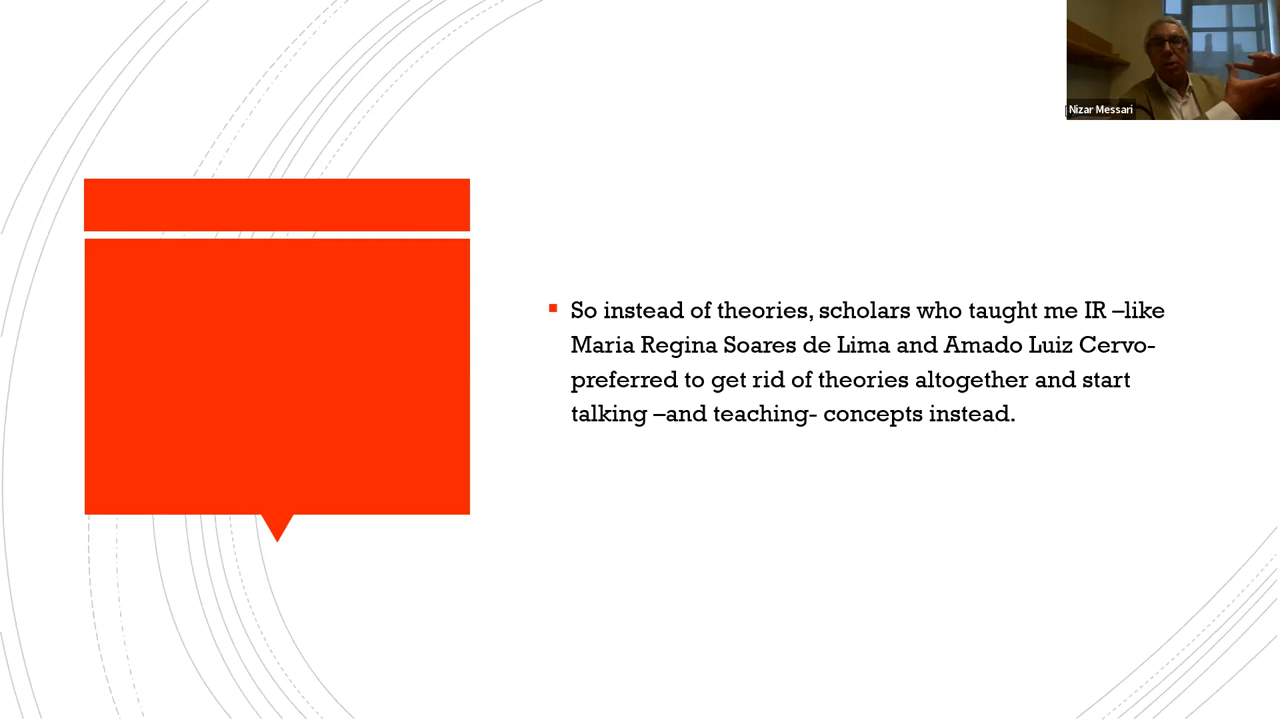 Nizar Messari
So instead of theories, scholars who taught me IR –like
Maria Regina Soares de Lima and Amado Luiz Cervo-
preferred to get rid of theories altogether and start
talking –and teaching- concepts instead.